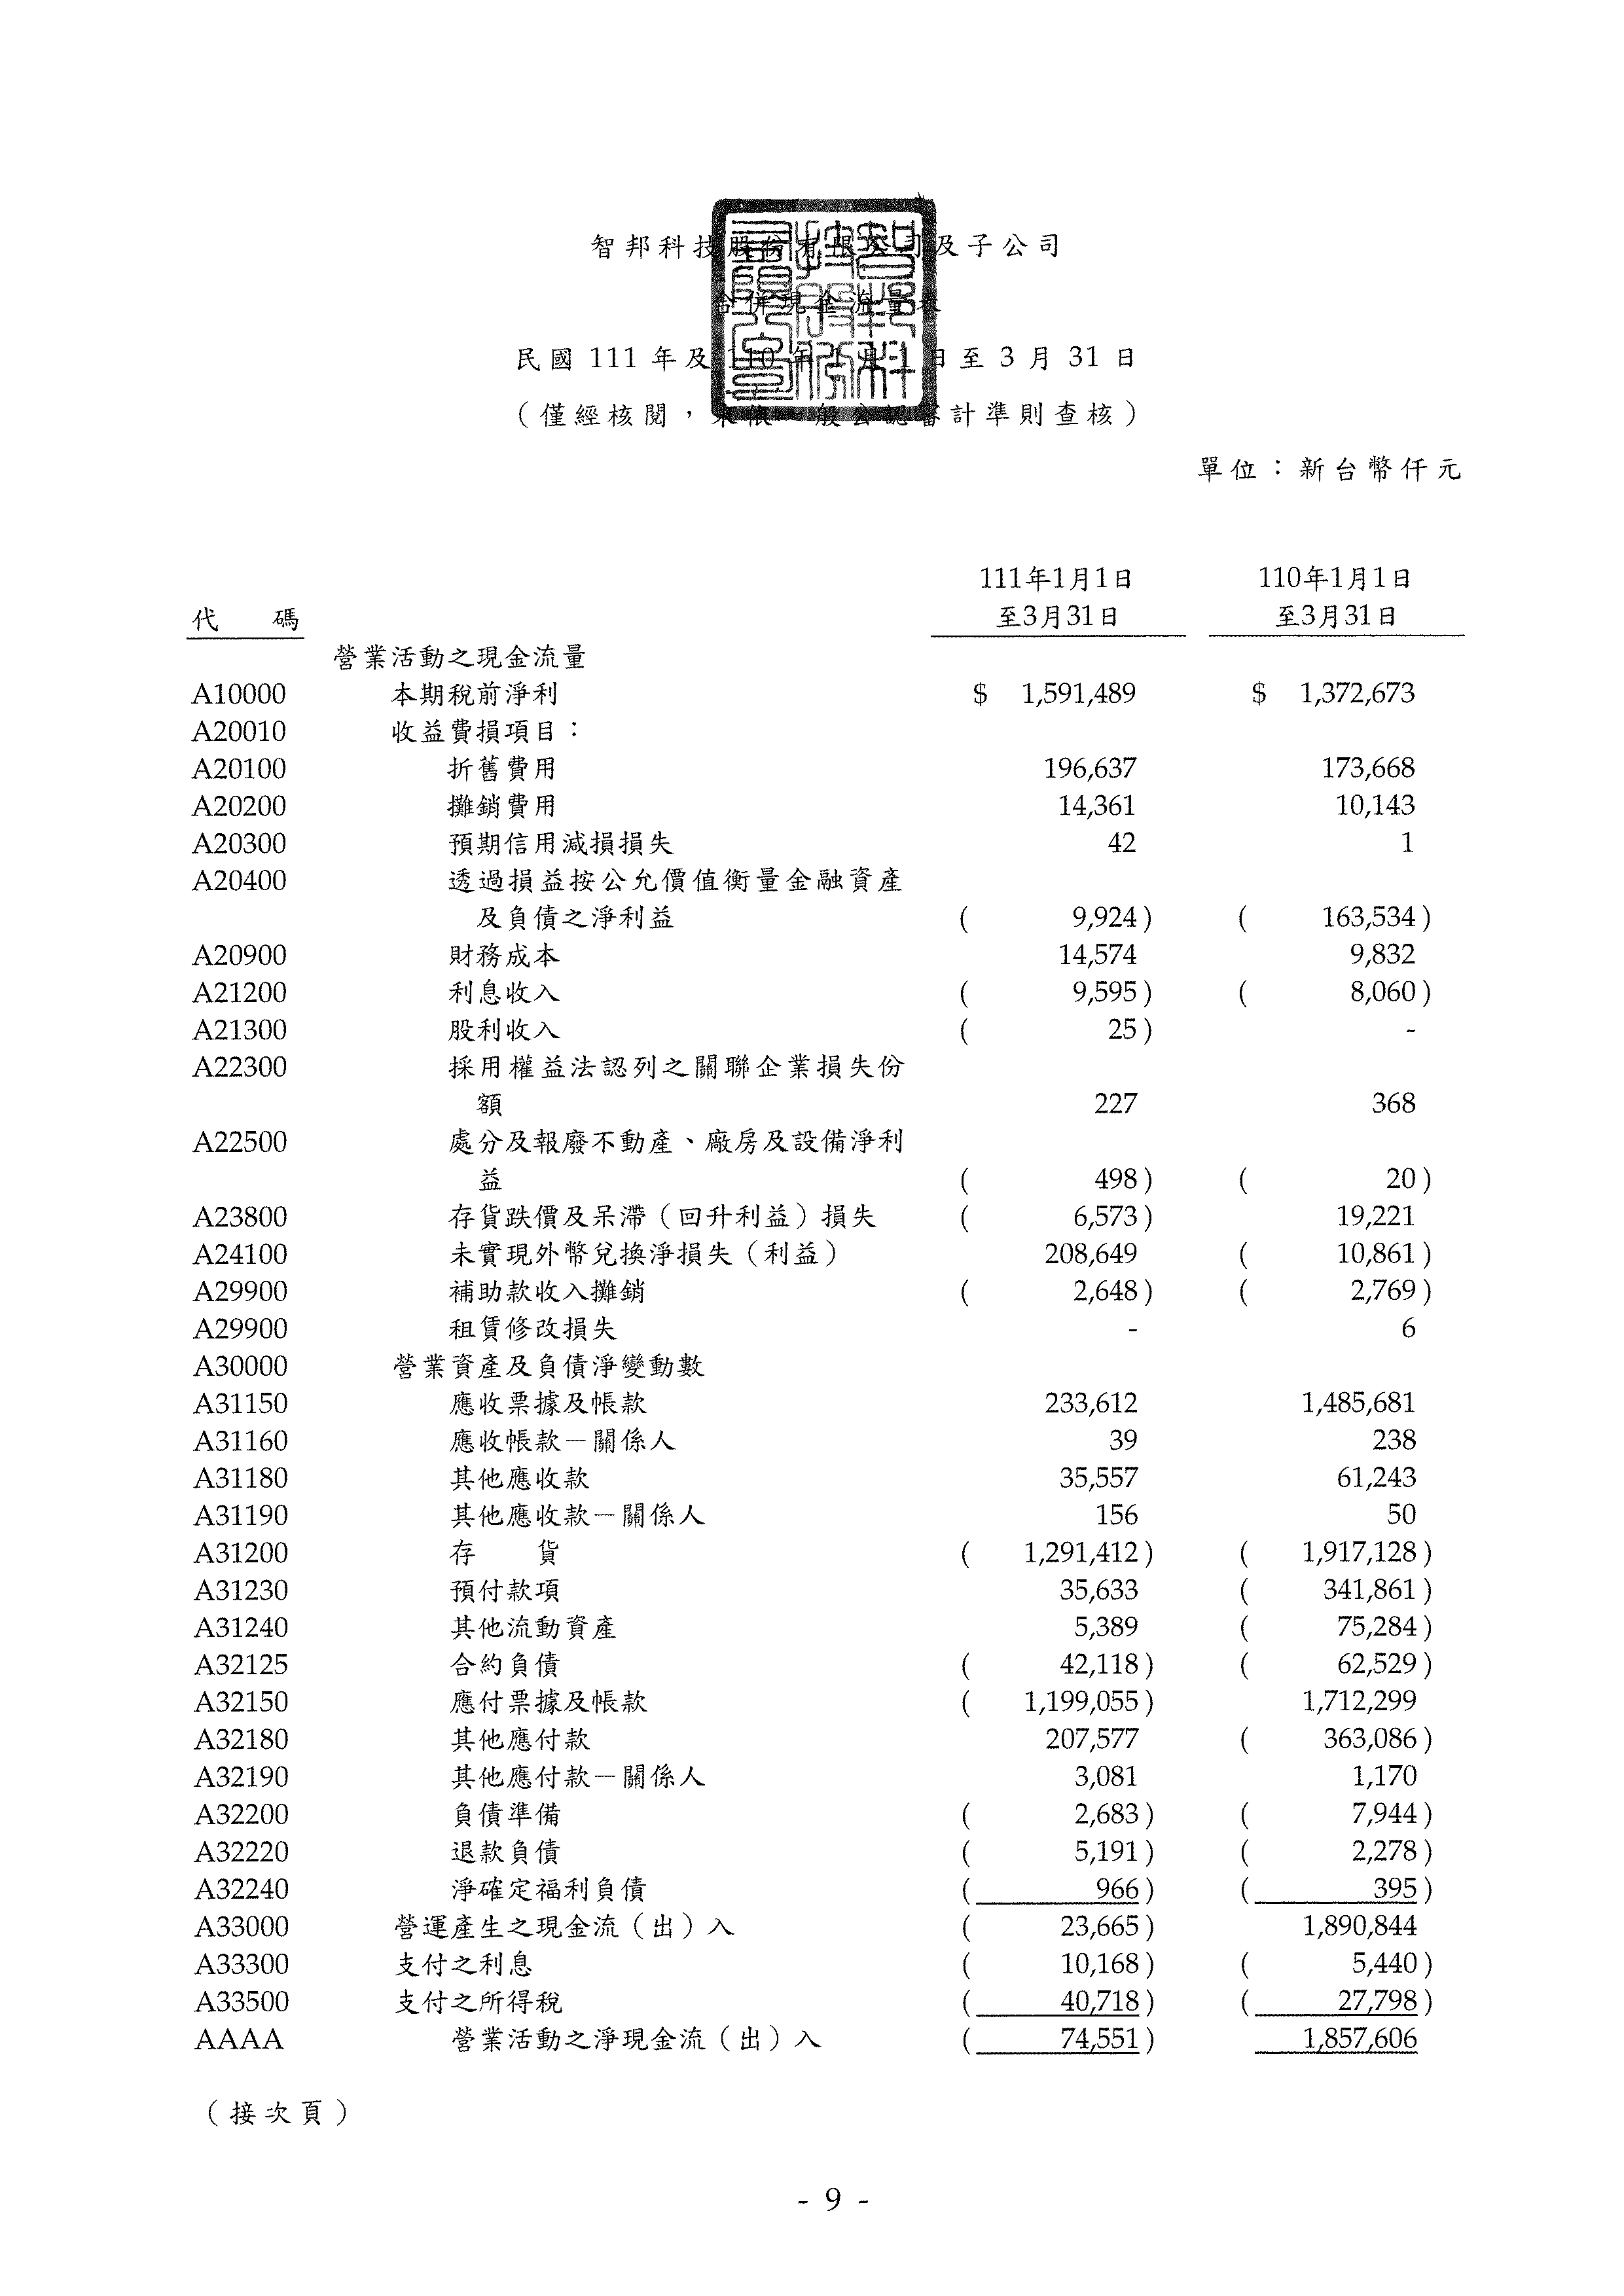 智邦科技股份有限公司及子公司
合併現金流量表
民國 111 年及 110 年 1 月 1 日至 3 月 31 日
（僅經核閱，未依一般公認審計準則查核）
單位：新台幣仟元
111年1月1日 110年1月1日
代 碼 至3月31日 至3月31日
營業活動之現金流量
A10000 本期稅前淨利 $ 1,591,489 $ 1,372,673
A20010 收益費損項目：
A20100 折舊費用 196,637 173,668
A20200 攤銷費用 14,361 10,143
A20300 預期信用減損損失 42 1
A20400 透過損益按公允價值衡量金融資產
及負債之淨利益 ( 9,924) ( 163,534)
A20900 財務成本 14,574 9,832
A21200 利息收入 ( 9,595) ( 8,060)
A21300 股利收入 ( 25) -
A22300 採用權益法認列之關聯企業損失份
額 227 368
A22500 處分及報廢不動產、廠房及設備淨利
益 ( 498) ( 20)
A23800 存貨跌價及呆滯（回升利益）損失 ( 6,573) 19,221
A24100 未實現外幣兌換淨損失（利益） 208,649 ( 10,861)
A29900 補助款收入攤銷 ( 2,648) ( 2,769)
A29900 租賃修改損失 - 6
A30000 營業資產及負債淨變動數
A31150 應收票據及帳款 233,612 1,485,681
A31160 應收帳款－關係人 39 238
A31180 其他應收款 35,557 61,243
A31190 其他應收款－關係人 156 50
A31200 存 貨 ( 1,291,412) ( 1,917,128)
A31230 預付款項 35,633 ( 341,861)
A31240 其他流動資產 5,389 ( 75,284)
A32125 合約負債 ( 42,118) ( 62,529)
A32150 應付票據及帳款 ( 1,199,055) 1,712,299
A32180 其他應付款 207,577 ( 363,086)
A32190 其他應付款－關係人 3,081 1,170
A32200 負債準備 ( 2,683) ( 7,944)
A32220 退款負債 ( 5,191) ( 2,278)
A32240 淨確定福利負債 ( 966) ( 395)
A33000 營運產生之現金流（出）入 ( 23,665) 1,890,844
A33300 支付之利息 ( 10,168) ( 5,440)
A33500 支付之所得稅 ( 40,718) ( 27,798)
AAAA 營業活動之淨現金流（出）入 ( 74,551) 1,857,606
（接次頁）
- 9 -